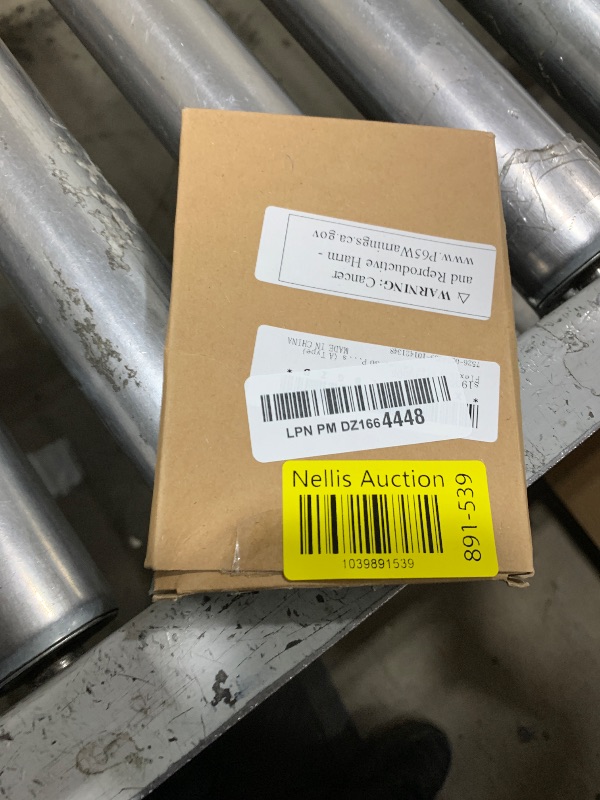 ⚠ WARNING: Cancer
and Reproductive Harm -
www.P65Warnings.ca.gov
MADE IN CHINA
LPN PM DZ1664448
Nellis Auction
1039891539
891-539